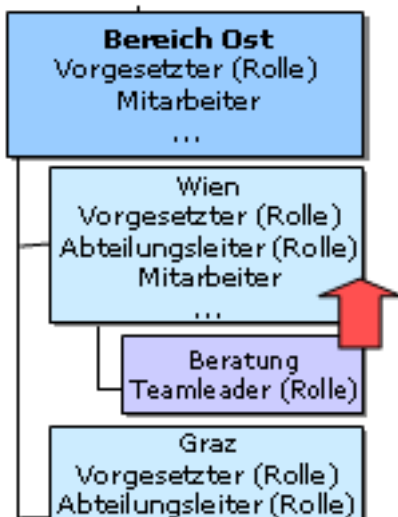 Bereich Ost
Vorgesetzter (Rolle)
Mitarbeiter
...
Wien
Vorgesetzter (Rolle)
Abteilungsleiter (Rolle)
Mitarbeiter
...
Beratung
Teamleader (Rolle)
Graz
Vorgesetzter (Rolle)
Abteilungsleiter (Rolle)